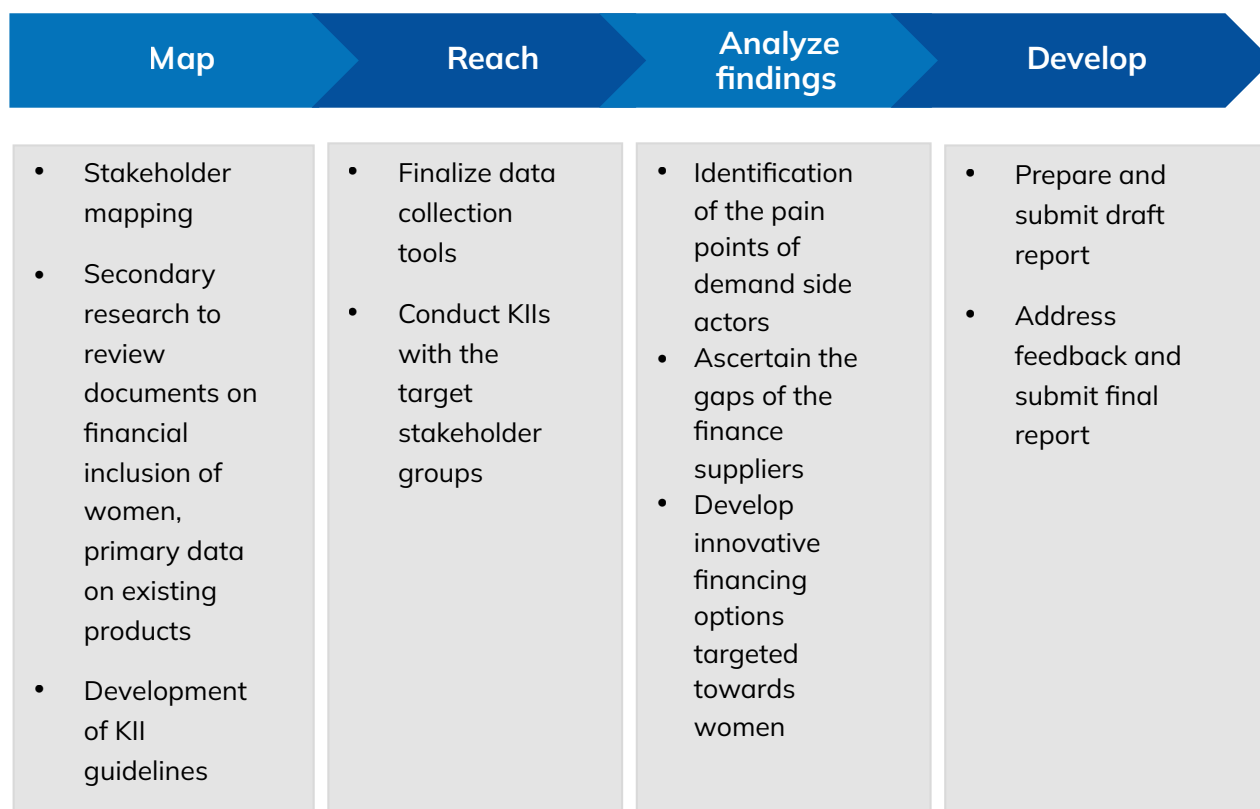 Map
Reach
Analyze
findings
Develop
• Stakeholder
mapping
• Secondary
research to
review
documents on
financial
inclusion of
women,
primary data
on existing
products
• Development
of KII
guidelines
• Finalize data
collection
tools
• Conduct KIIs
with the
target
stakeholder
groups
• Identification
of the pain
points of
demand side
actors
• Ascertain the
gaps of the
finance
suppliers
• Develop
innovative
financing
options
targeted
towards
women
• Prepare and
submit draft
report
• Address
feedback and
submit final
report